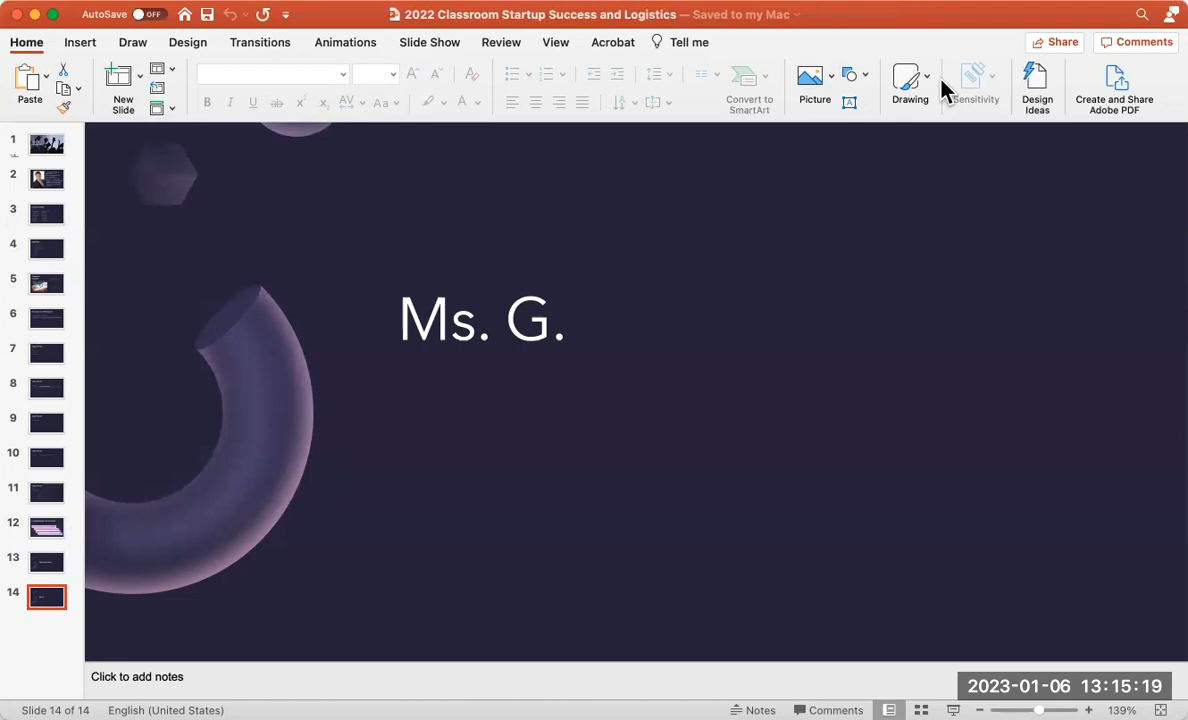 AutoSave OFF 2022 Classroom Startup Success and Logistics — Saved to my Mac
Home Insert Draw Design Transitions Animations Slide Show Review View Acrobat Tell me Share Comments
Paste New Slide Convert to SmartArt Picture Drawing Sensitivity Design Ideas Create and Share Adobe PDF
1
2
3
4
5
6
7
8
9
10
11
12
13
14
Ms. G.
Click to add notes
2023-01-06 13:15:19
Slide 14 of 14 English (United States) Notes Comments 139%